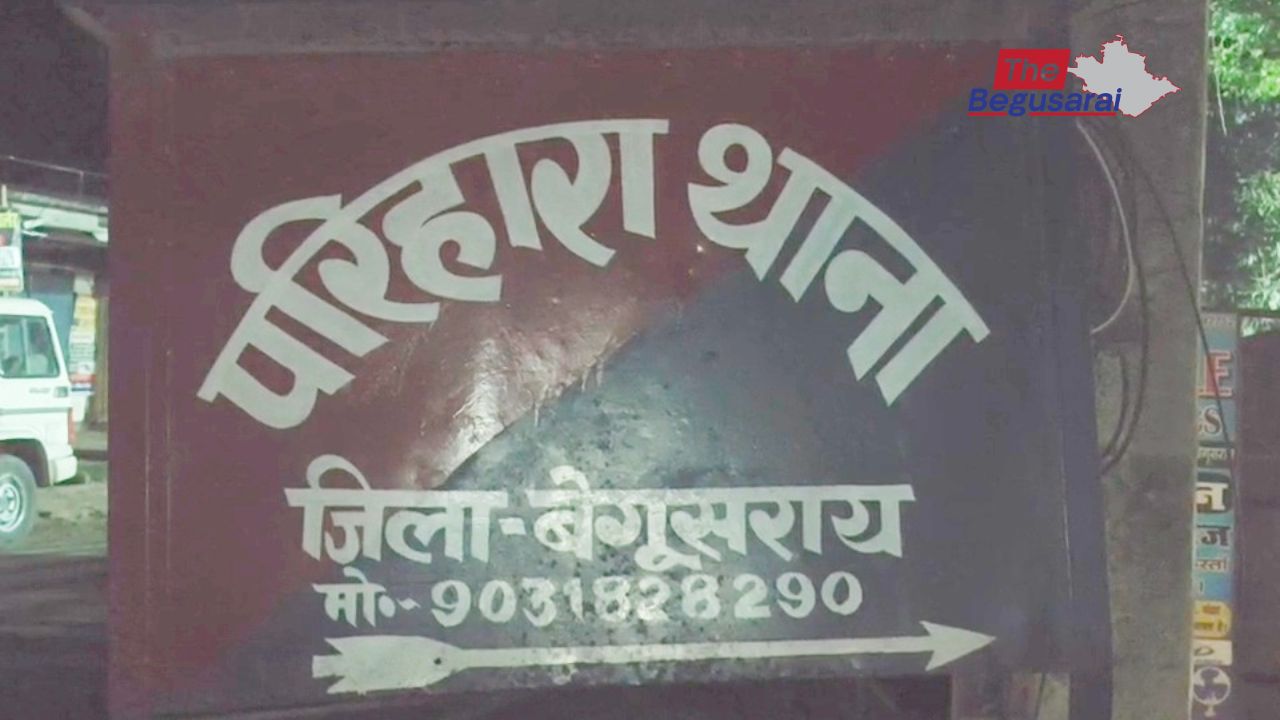 The
Begusarai
परिहारा थाना
जिला-बेगूसराय
मो०-- 9031828290